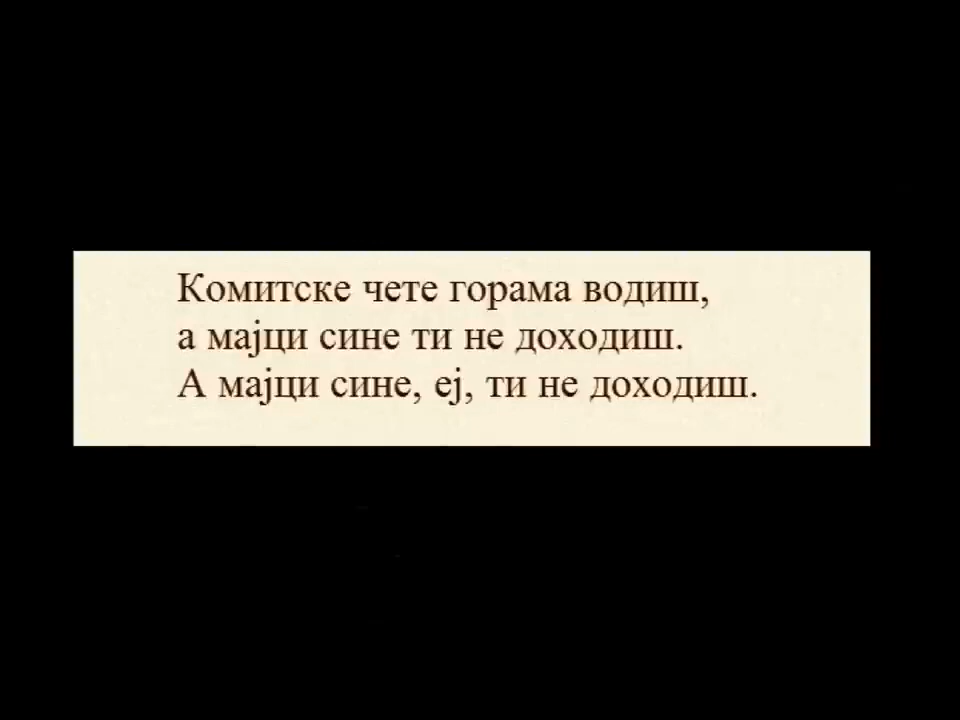 Комитске чете горама водиш,
а мајци сине ти не доходиш.
А мајци сине, еј, ти не доходиш.